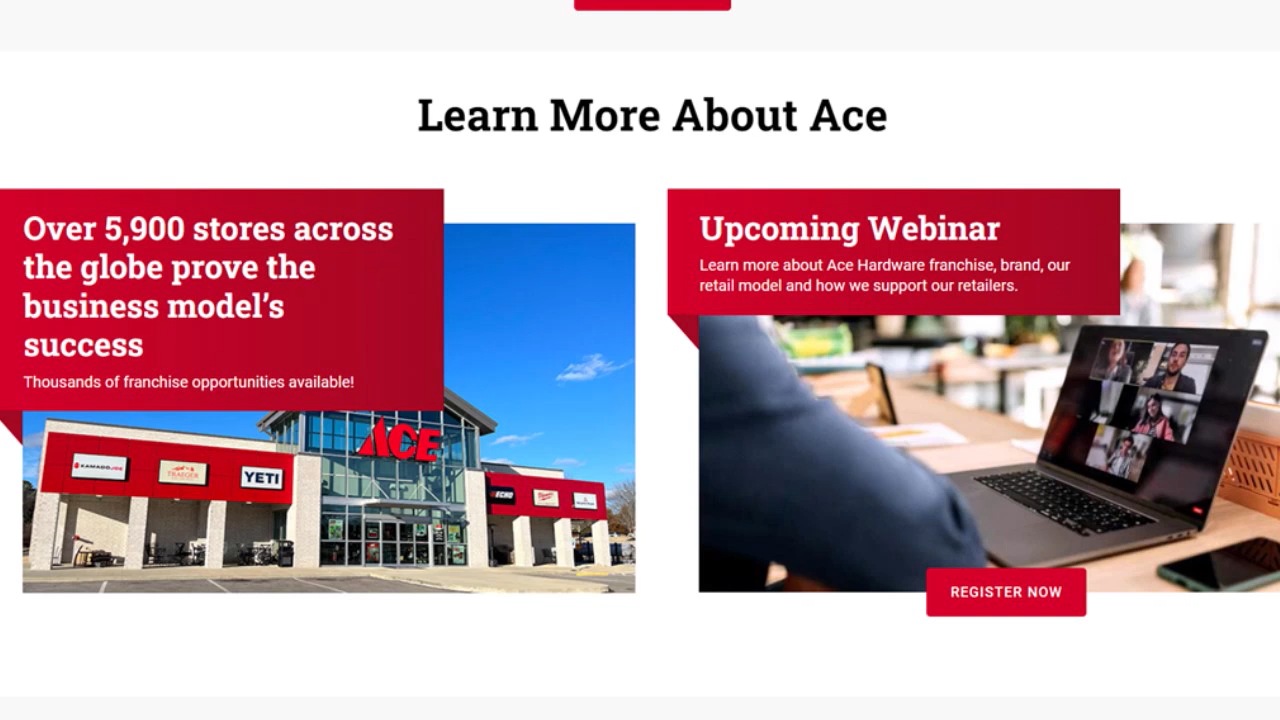 Learn More About Ace
Over 5,900 stores across
the globe prove the
business model's
success
Thousands of franchise opportunities available!
ACE
KAMADOJOE
TRAEGER
YETI
ECHO
Upcoming Webinar
Learn more about Ace Hardware franchise, brand, our
retail model and how we support our retailers.
REGISTER NOW